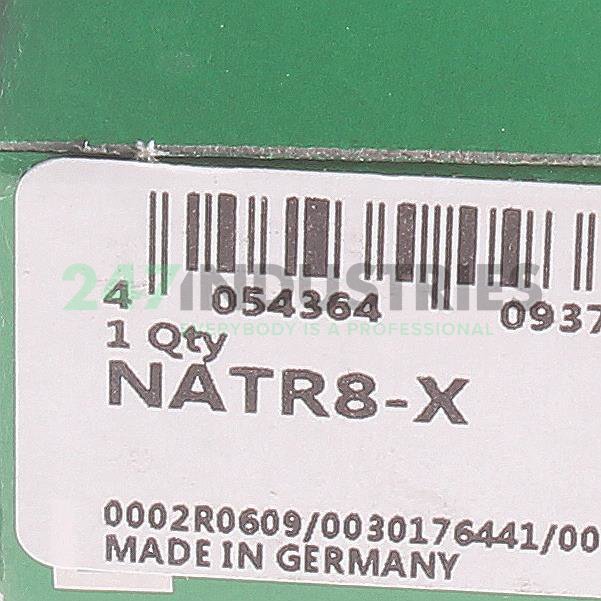 4 054364 0937
247INDUSTRIES
EVERYBODY IS A PROFESSIONAL
1 Qty
NATR8-X
0002R0609/0030176441/00
MADE IN GERMANY